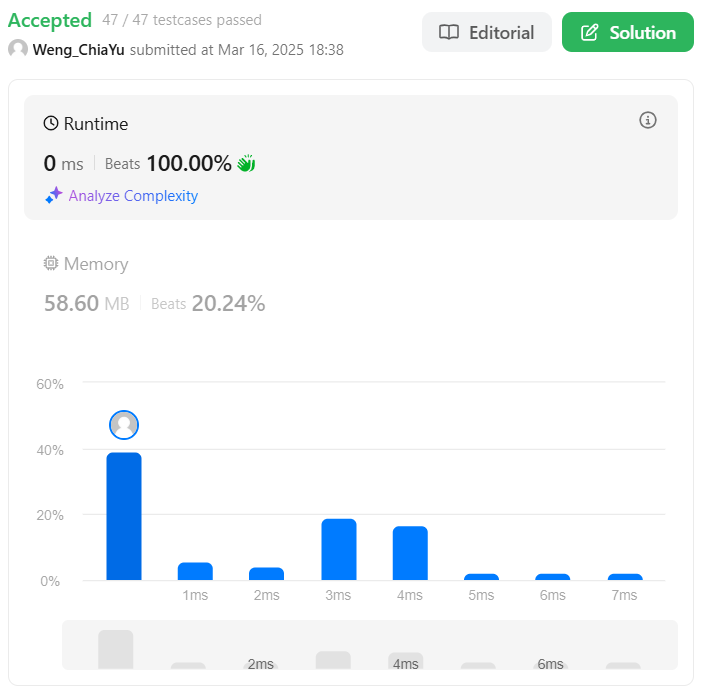 Accepted 47 / 47 testcases passed
Weng_ChiaYu submitted at Mar 16, 2025 18:38
Editorial
Solution
Runtime
0 ms Beats 100.00%
Analyze Complexity
Memory
58.60 MB Beats 20.24%
60%
40%
20%
0%
1ms 2ms 3ms 4ms 5ms 6ms 7ms
2ms 4ms 6ms